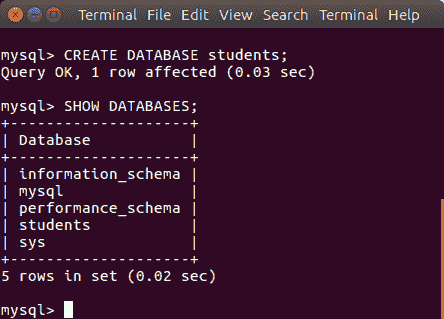 Terminal File Edit View Search Terminal Help
mysql> CREATE DATABASE students;
Query OK, 1 row affected (0.03 sec)
mysql> SHOW DATABASES;
+--------------------+
| Database           |
+--------------------+
| information_schema |
| mysql              |
| performance_schema |
| students           |
| sys                |
+--------------------+
5 rows in set (0.02 sec)
mysql>